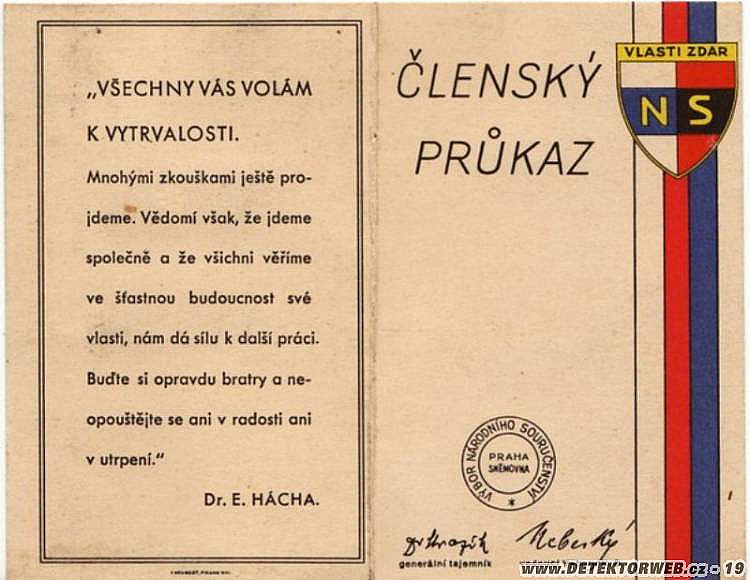 „VŠECHNY VÁS VOLÁM
K VYTRVALOSTI.
Mnohými zkouškami ještě pro-
jdeme. Vědomí však, že jdeme
společně a že všichni věříme
ve šťastnou budoucnost své
vlasti, nám dá sílu k další práci.
Buďte si opravdu bratry a ne-
opouštějte se ani v radosti ani
v utrpení.“
Dr. E. HÁCHA.
ČLENSKÝ
PRŮKAZ
VLASTI ZDAR
NS
VÝBOR NÁRODNÍHO SOURUČENSTVÍ
PRAHA
SNĚMOVNA
generální tajemník
www.DETEKTORWEB.cz
19